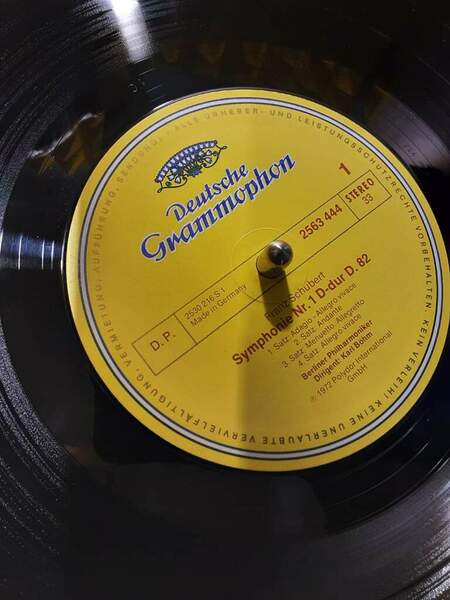 Deutsche
Grammophon
1
STEREO
33
2563 444
2530 216 S 1
Made in Germany
D. P.
Franz Schubert
Symphonie Nr. 1 D-dur D. 82
1. Satz: Adagio - Allegro vivace
2. Satz: Andante
3. Satz: Menuetto. Allegretto
4. Satz: Allegro vivace
Berliner Philharmoniker
Dirigent: Karl Böhm
Ⓟ 1972 Polydor International
GmbH
ALLE URHEBER- UND LEISTUNGSSCHUTZRECHTE VORBEHALTEN. KEIN VERLEIH! KEINE UNERLAUBTE VERVIELFÄLTIGUNG, VERMIETUNG, AUFFÜHRUNG, SENDUNG!